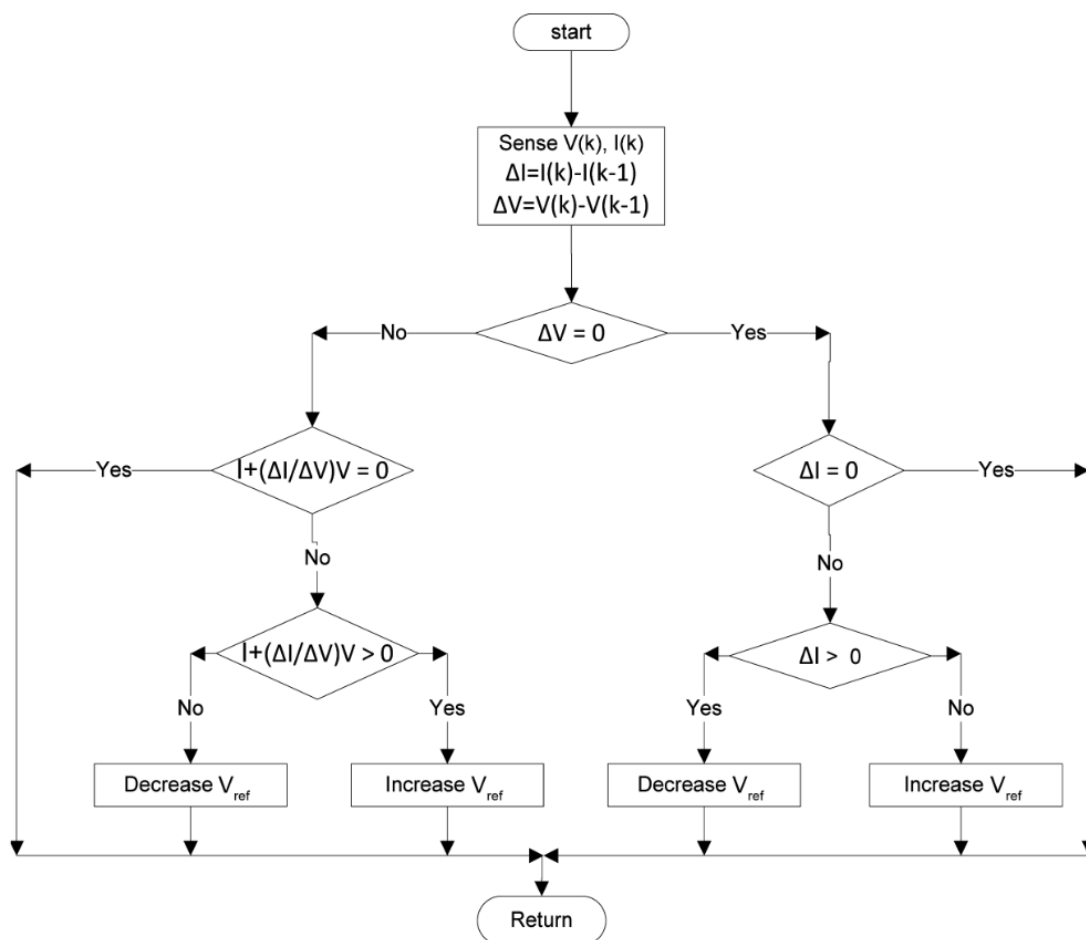 start
Sense V(k), I(k)
ΔI=I(k)-I(k-1)
ΔV=V(k)-V(k-1)
No
ΔV = 0
Yes
Yes
I+(ΔI/ΔV)V = 0
ΔI = 0
Yes
No
No
I+(ΔI/ΔV)V > 0
ΔI > 0
No
Yes
Yes
No
Decrease Vref
Increase Vref
Decrease Vref
Increase Vref
Return